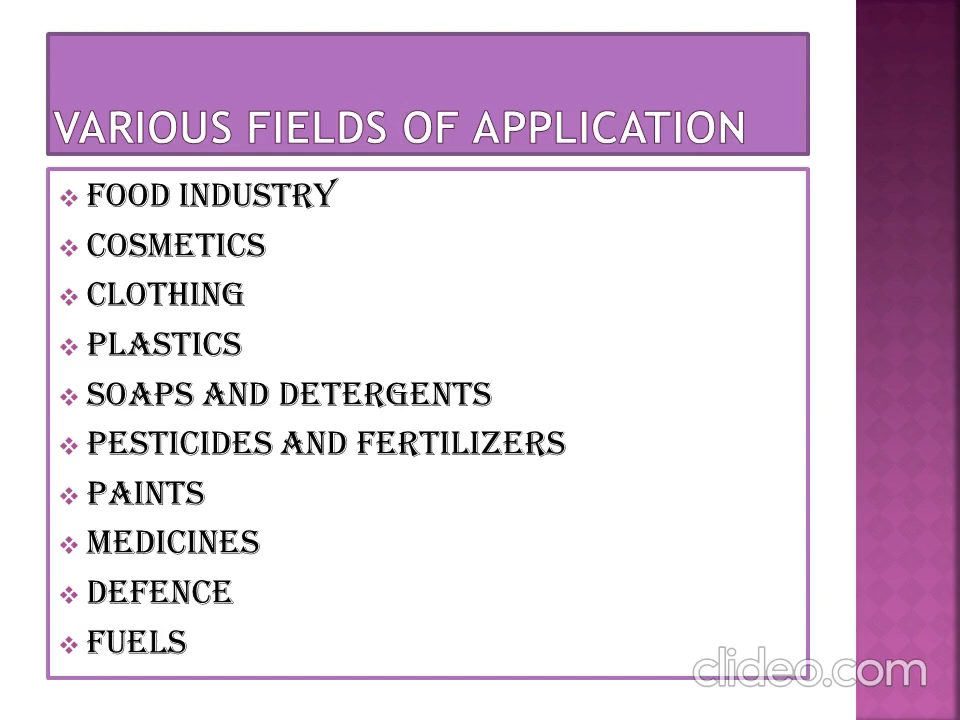 VARIOUS FIELDS OF APPLICATION
FOOD INDUSTRY
COSMETICS
CLOTHING
PLASTICS
SOAPS AND DETERGENTS
PESTICIDES AND FERTILIZERS
PAINTS
MEDICINES
DEFENCE
FUELS
clideo.com